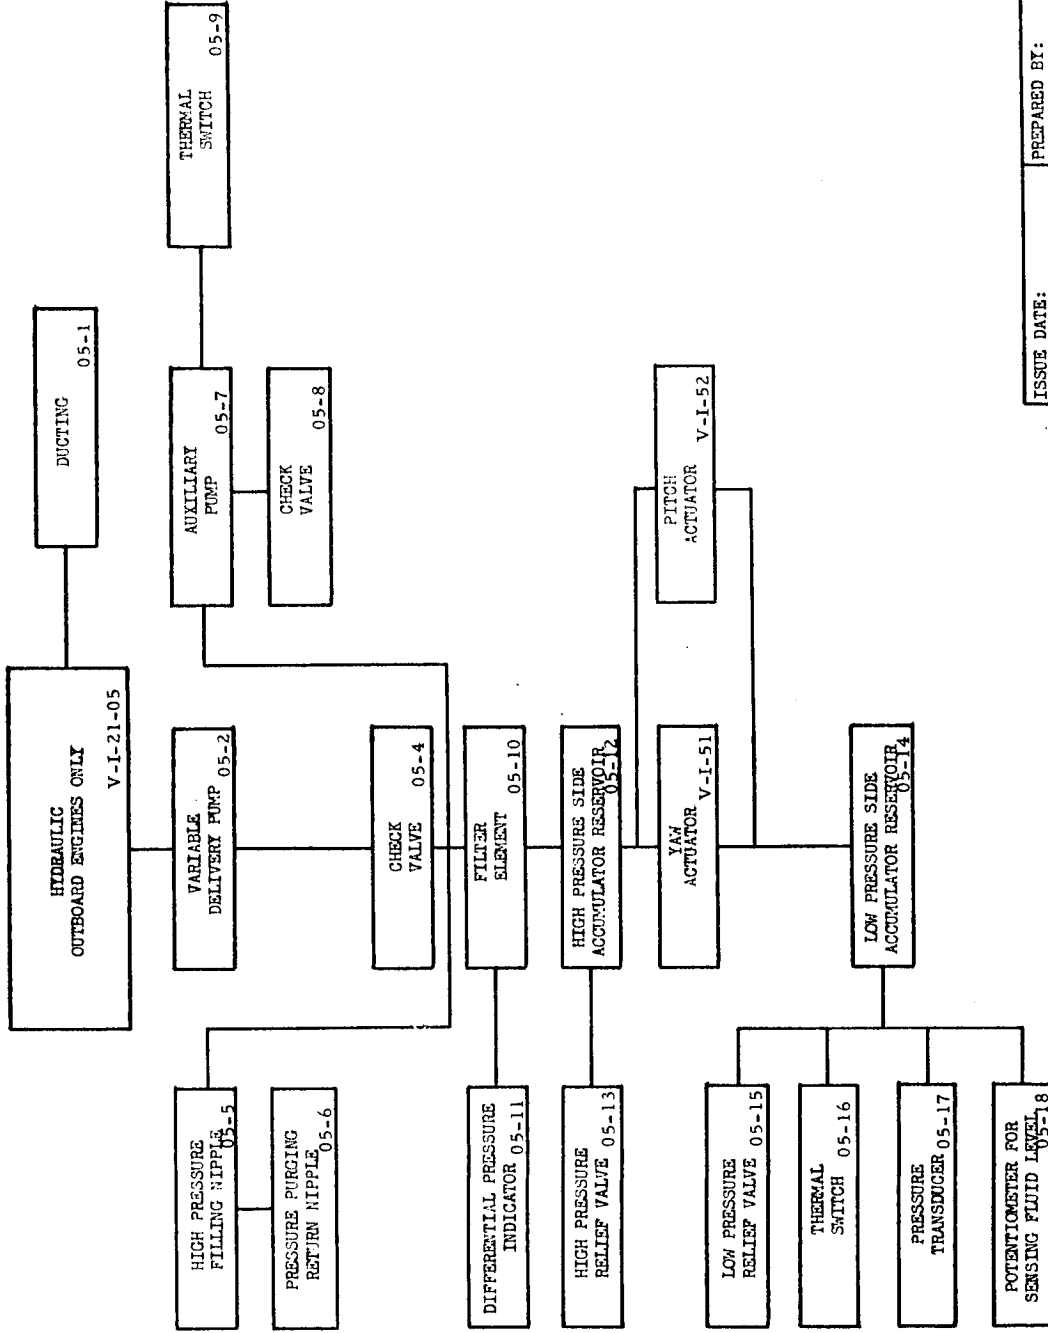 HYDRAULIC
OUTBOARD ENGINES ONLY
V-I-21-05
DUCTING
05-1
HIGH PRESSURE
FILLING NIPPLE
05-5
PRESSURE PURGING
RETURN NIPPLE
05-6
VARIABLE
DELIVERY PUMP
05-2
AUXILIARY
PUMP
05-7
CHECK
VALVE
05-8
THERMAL
SWITCH
05-9
CHECK
VALVE
05-4
DIFFERENTIAL PRESSURE
INDICATOR
05-11
FILTER
ELEMENT
05-10
HIGH PRESSURE
RELIEF VALVE
05-13
HIGH PRESSURE SIDE
ACCUMULATOR RESERVOIR
05-12
YAW
ACTUATOR
V-I-51
PITCH
ACTUATOR
V-I-52
LOW PRESSURE
RELIEF VALVE
05-15
THERMAL
SWITCH
05-16
PRESSURE
TRANSDUCER
05-17
POTENTIOMETER FOR
SENSING FLUID LEVEL
05-18
LOW PRESSURE SIDE
ACCUMULATOR RESERVOIR
05-14
ISSUE DATE:
PREPARED BY: